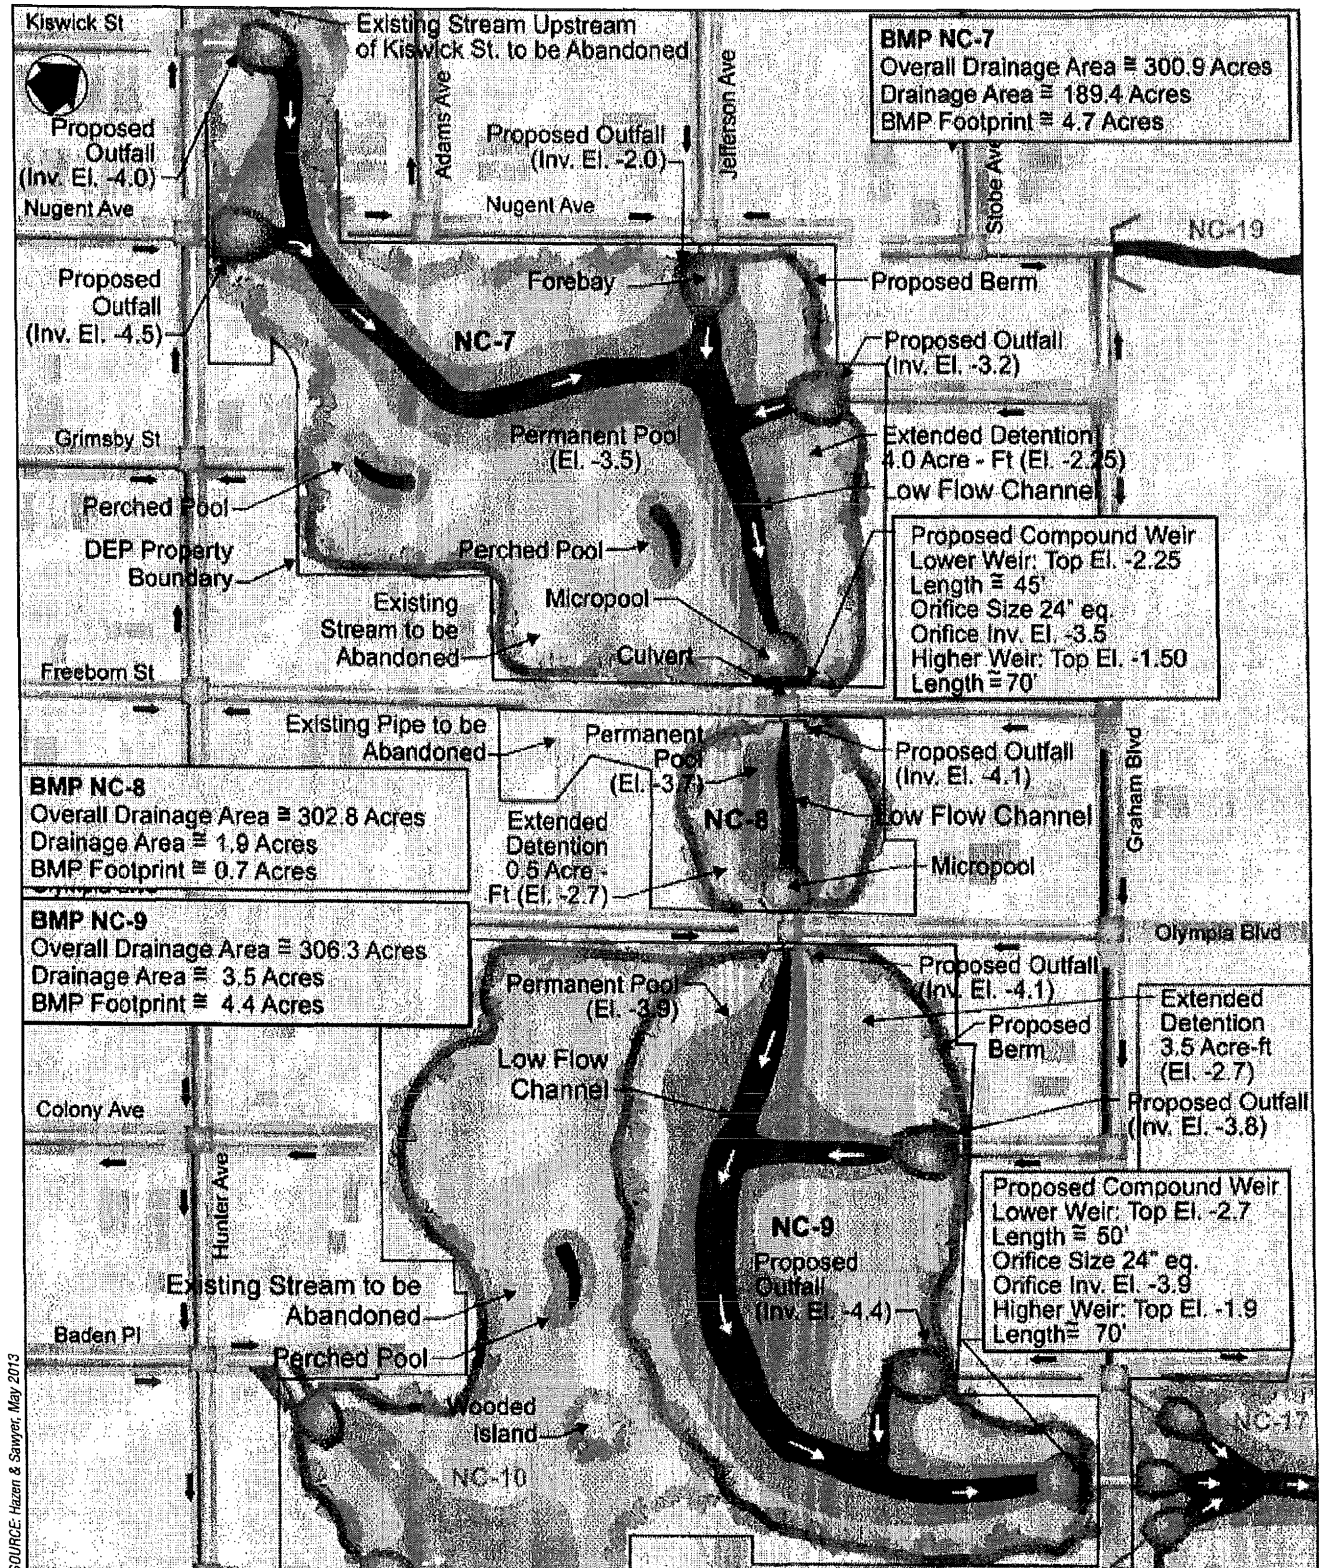 Kiswick St
Existing Stream Upstream
of Kiswick St. to be Abandoned
BMP NC-7
Overall Drainage Area ≅ 300.9 Acres
Drainage Area ≅ 189.4 Acres
BMP Footprint ≅ 4.7 Acres
Adams Ave
Jefferson Ave
Slobe Ave
Proposed
Outfall
(Inv. El. -4.0)
Proposed Outfall
(Inv. El. -2.0)
Nugent Ave
Nugent Ave
NC-19
Proposed
Outfall
(Inv. El. -4.5)
Forebay
Proposed Berm
NC-7
Proposed Outfall
(Inv. El. -3.2)
Grimsby St
Permanent Pool
(El. -3.5)
Extended Detention
4.0 Acre - Ft (El. -2.25)
Low Flow Channel
Perched Pool
DEP Property
Boundary
Perched Pool
Proposed Compound Weir
Lower Weir: Top El. -2.25
Length ≅ 45'
Orifice Size 24" eq.
Orifice Inv. El. -3.5
Higher Weir: Top El. -1.50
Length ≅ 70'
Existing
Stream to be
Abandoned
Micropool
Culvert
Freeborn St
Existing Pipe to be
Abandoned
Permanent
Pool
(El. -3.7)
Proposed Outfall
(Inv. El. -4.1)
Graham Blvd
BMP NC-8
Overall Drainage Area ≅ 302.8 Acres
Drainage Area ≅ 1.9 Acres
BMP Footprint ≅ 0.7 Acres
NC-8
Low Flow Channel
Extended
Detention
0.5 Acre -
Ft (El. -2.7)
Micropool
BMP NC-9
Overall Drainage Area ≅ 306.3 Acres
Drainage Area ≅ 3.5 Acres
BMP Footprint ≅ 4.4 Acres
Olympia Blvd
Permanent Pool
(El. -3.9)
Proposed Outfall
(Inv. El. -4.1)
Proposed
Berm
Extended
Detention
3.5 Acre-ft
(El. -2.7)
Low Flow
Channel
Colony Ave
Proposed Outfall
(Inv. El. -3.8)
Hunter Ave
Proposed Compound Weir
Lower Weir: Top El. -2.7
Length ≅ 50'
Orifice Size 24" eq.
Orifice Inv. El. -3.9
Higher Weir: Top El. -1.9
Length ≅ 70'
NC-9
Proposed
Outfall
(Inv. El. -4.4)
Existing Stream to be
Abandoned
Baden Pl
Perched Pool
Wooded
Island
NC-17
NC-10
SOURCE: Hazen & Sawyer, May 2013